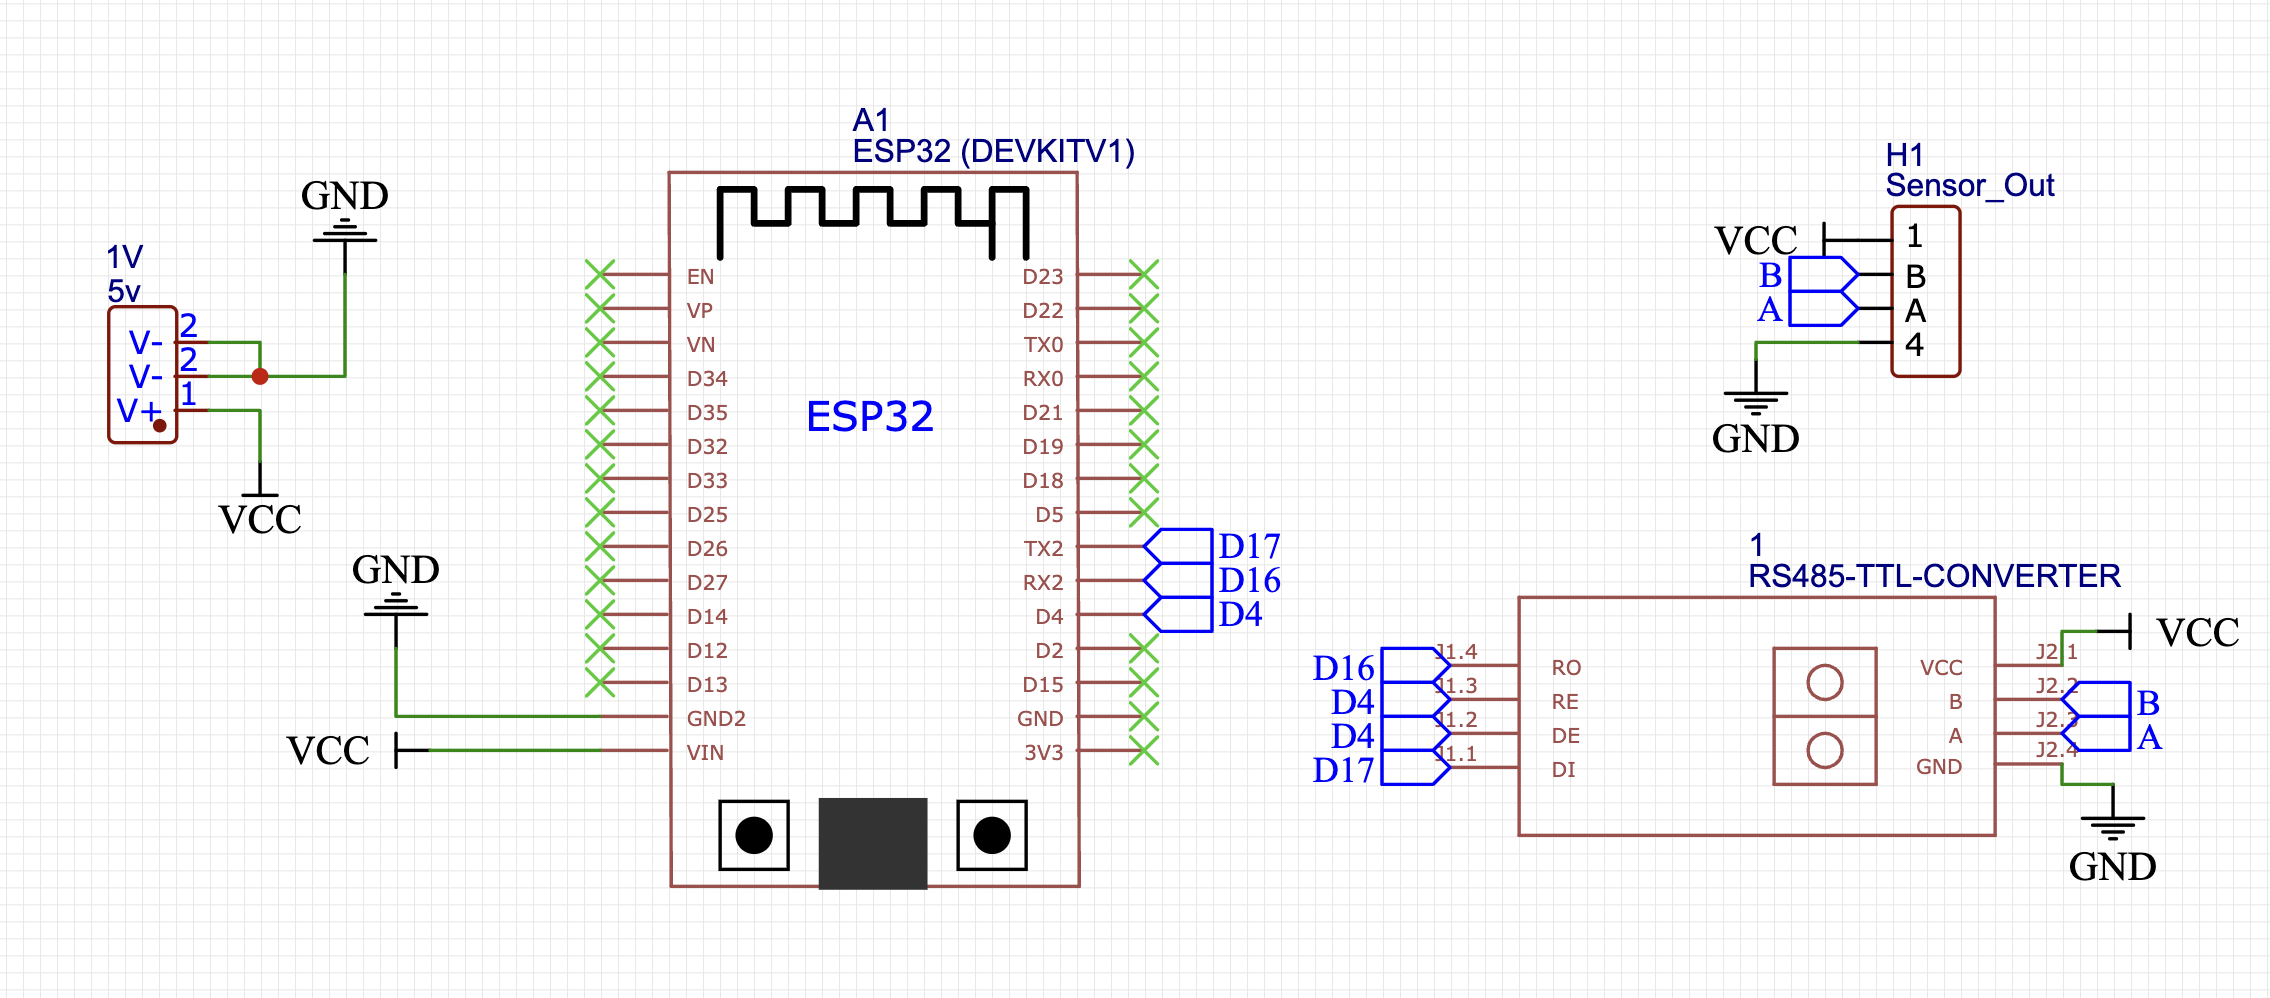 1V
5v
V-
2
V-
2
V+
1
GND
VCC
GND
VCC
A1
ESP32 (DEVKITV1)
ESP32
EN
VP
VN
D34
D35
D32
D33
D25
D26
D27
D14
D12
D13
GND2
VIN
D23
D22
TX0
RX0
D21
D19
D18
D5
TX2 D17
RX2 D16
D4 D4
D2
D15
GND
3V3
H1
Sensor_Out
VCC 1
B B
A A
4
GND
1
RS485-TTL-CONVERTER
D16 J1.4 RO
D4 J1.3 RE
D4 J1.2 DE
D17 J1.1 DI
VCC J2.1 VCC
B J2.2 B
A J2.3 A
GND J2.4
GND